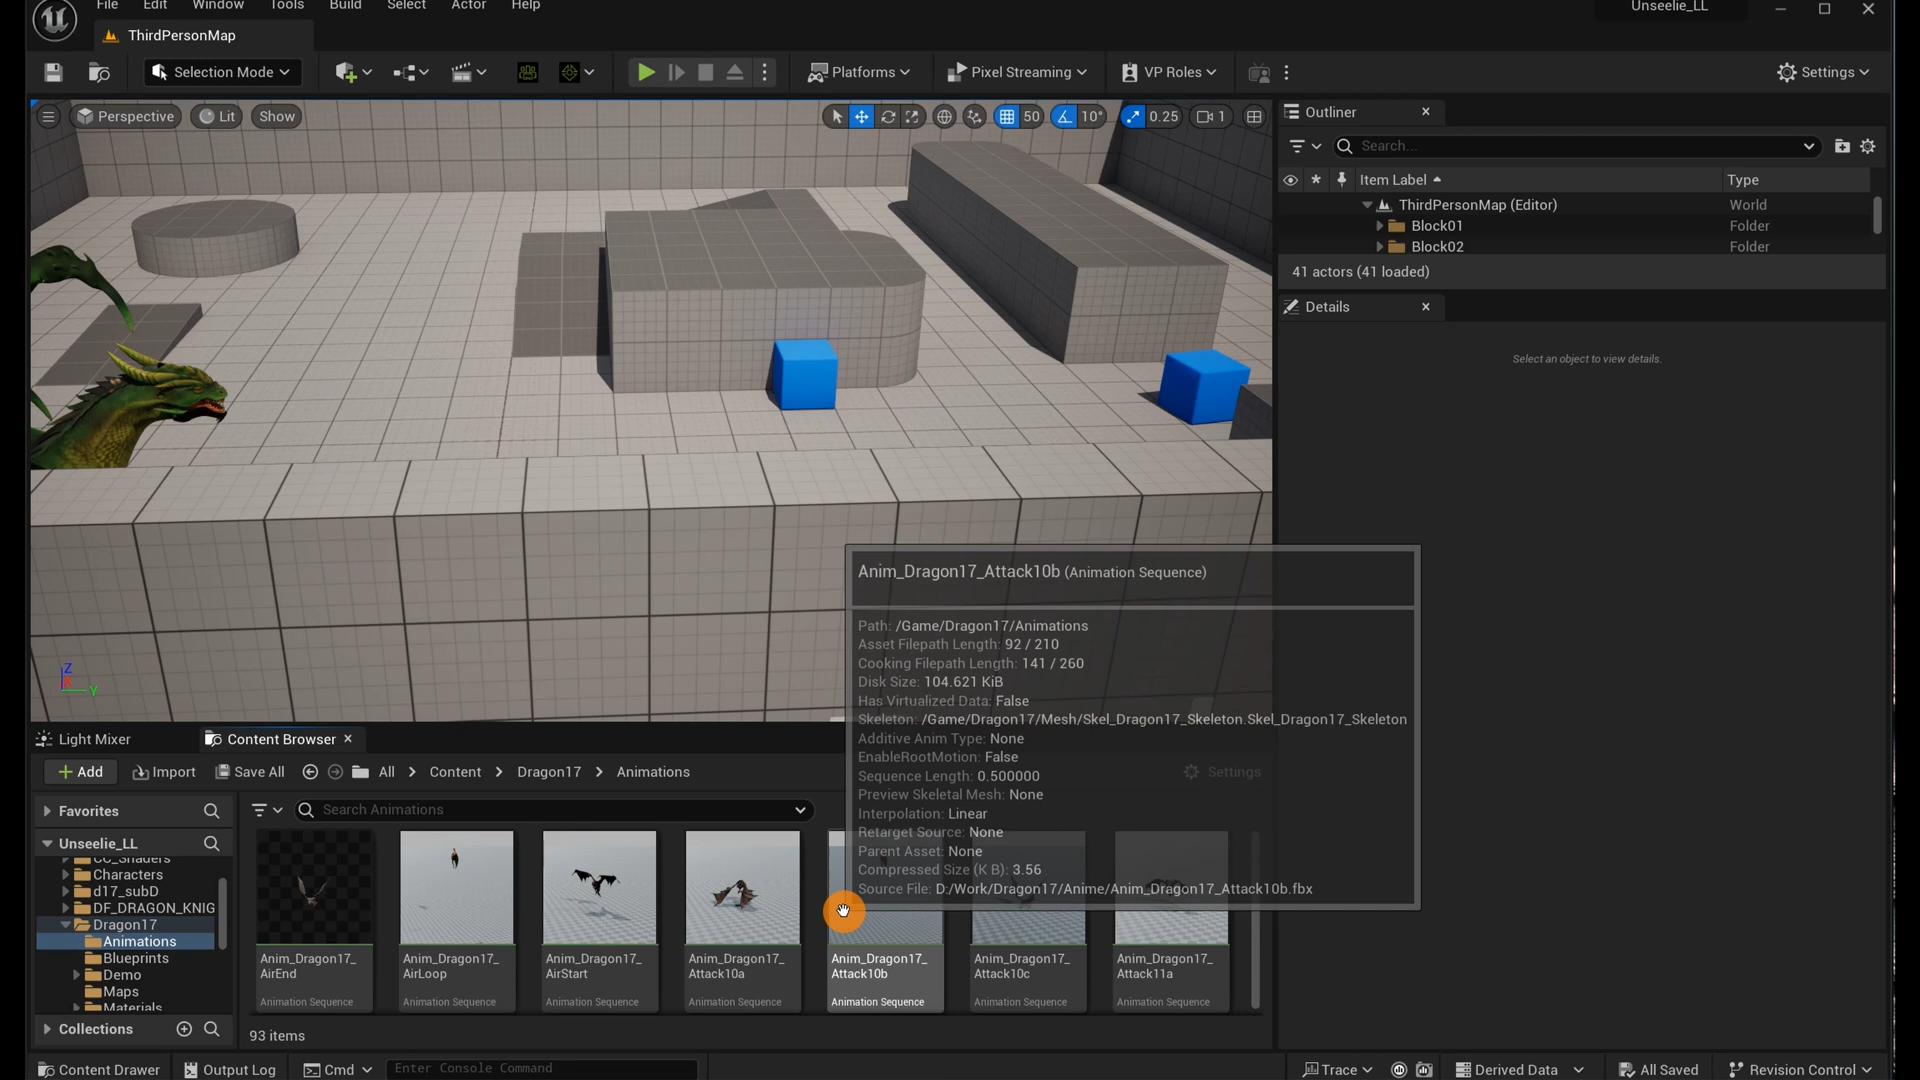 File Edit Window Tools Build Select Actor Help
Unseelie_LL
ThirdPersonMap
Selection Mode
Platforms
Pixel Streaming
VP Roles
Settings
Perspective Lit Show
50 10° 0.25 1
Outliner
Search...
Item Label Type
ThirdPersonMap (Editor) World
Block01 Folder
Block02 Folder
41 actors (41 loaded)
Details
Select an object to view details.
Z
X
Y
Anim_Dragon17_Attack10b (Animation Sequence)
Path: /Game/Dragon17/Animations
Asset Filepath Length: 92 / 210
Cooking Filepath Length: 141 / 260
Disk Size: 104.621 KiB
Has Virtualized Data: False
Skeleton: /Game/Dragon17/Mesh/Skel_Dragon17_Skeleton.Skel_Dragon17_Skeleton
Additive Anim Type: None
EnableRootMotion: False
Sequence Length: 0.500000
Preview Skeletal Mesh: None
Interpolation: Linear
Retarget Source: None
Parent Asset: None
Compressed Size (K B): 3.56
Source File: D:/Work/Dragon17/Anime/Anim_Dragon17_Attack10b.fbx
Light Mixer
Content Browser
Add Import Save All All > Content > Dragon17 > Animations
Settings
Favorites
Search Animations
Unseelie_LL
CC_Shaders
Characters
d17_subD
DF_DRAGON_KNIG
Dragon17
Animations
Blueprints
Demo
Maps
Materials
Collections
Anim_Dragon17_
AirEnd
Animation Sequence
Anim_Dragon17_
AirLoop
Animation Sequence
Anim_Dragon17_
AirStart
Animation Sequence
Anim_Dragon17_
Attack10a
Animation Sequence
Anim_Dragon17_
Attack10b
Animation Sequence
Anim_Dragon17_
Attack10c
Animation Sequence
Anim_Dragon17_
Attack11a
Animation Sequence
93 items
Content Drawer Output Log Cmd Enter Console Command
Trace Derived Data All Saved Revision Control